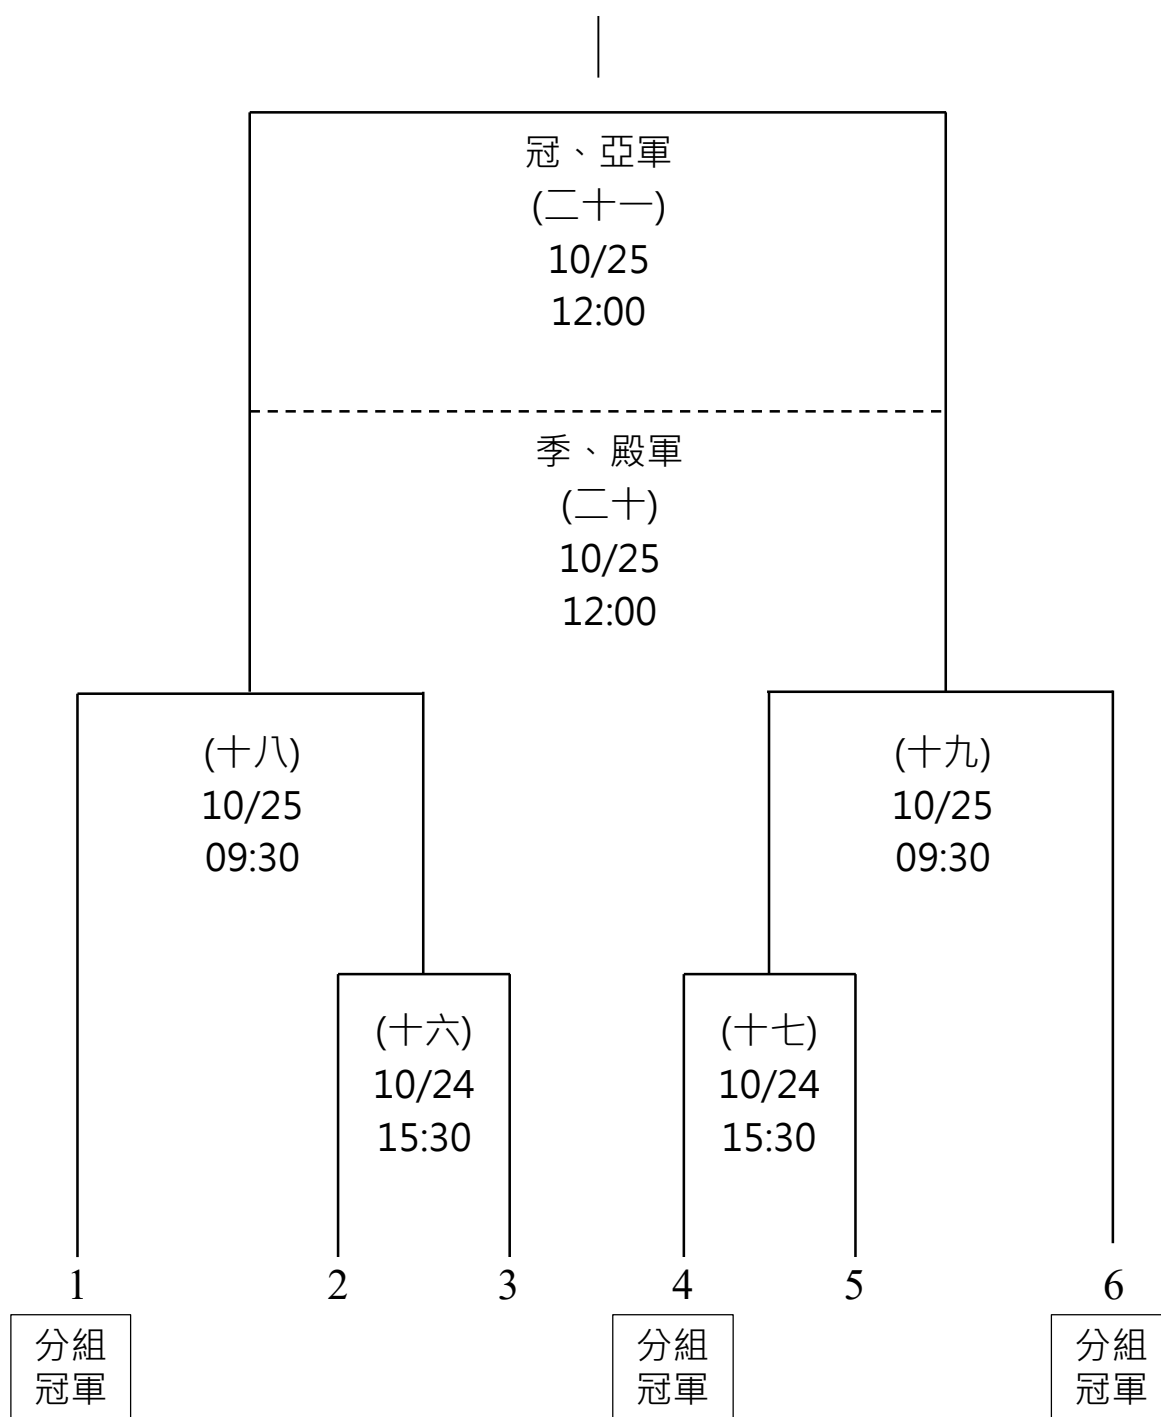 冠、亞軍
(二十一)
10/25
12:00
季、殿軍
(二十)
10/25
12:00
(十八)
10/25
09:30
(十九)
10/25
09:30
(十六)
10/24
15:30
(十七)
10/24
15:30
1 2 3 4 5 6
分組
冠軍
分組
冠軍
分組
冠軍